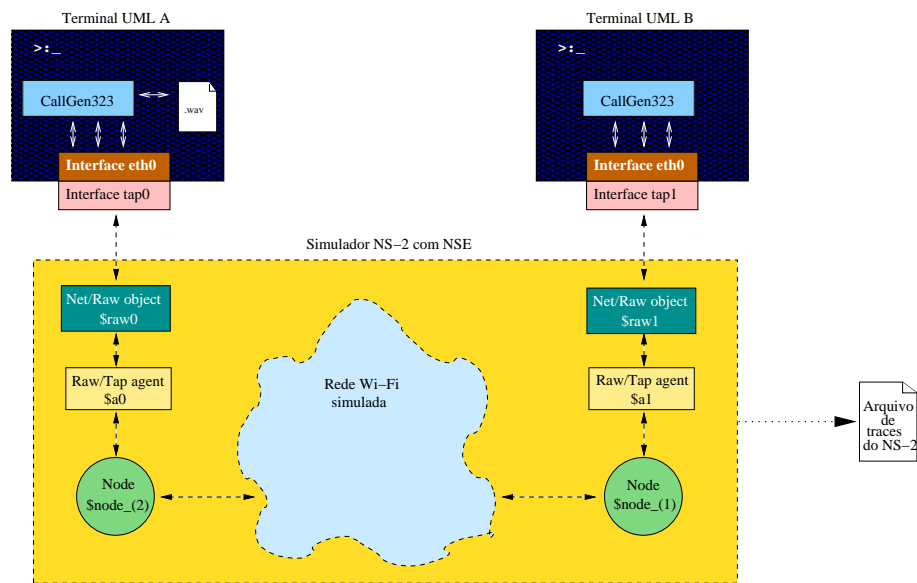 Terminal UML A
Terminal UML B
>:_
>:_
CallGen323
.wav
CallGen323
Interface eth0
Interface eth0
Interface tap0
Interface tap1
Simulador NS−2 com NSE
Net/Raw object
$raw0
Net/Raw object
$raw1
Raw/Tap agent
$a0
Rede Wi−Fi
simulada
Raw/Tap agent
$a1
Arquivo
de
traces
do NS−2
Node
$node_(2)
Node
$node_(1)